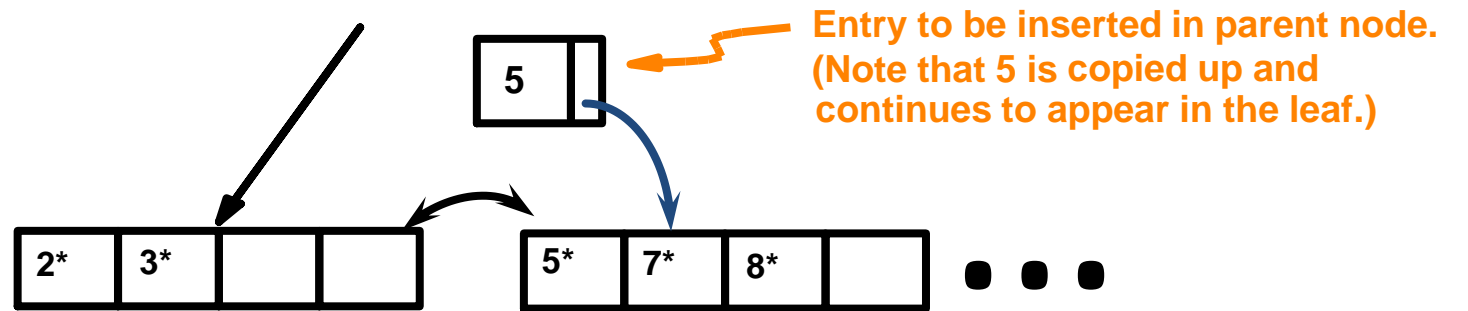 Entry to be inserted in parent node.
(Note that 5 is copied up and
continues to appear in the leaf.)
5
2* 3* 5* 7* 8*